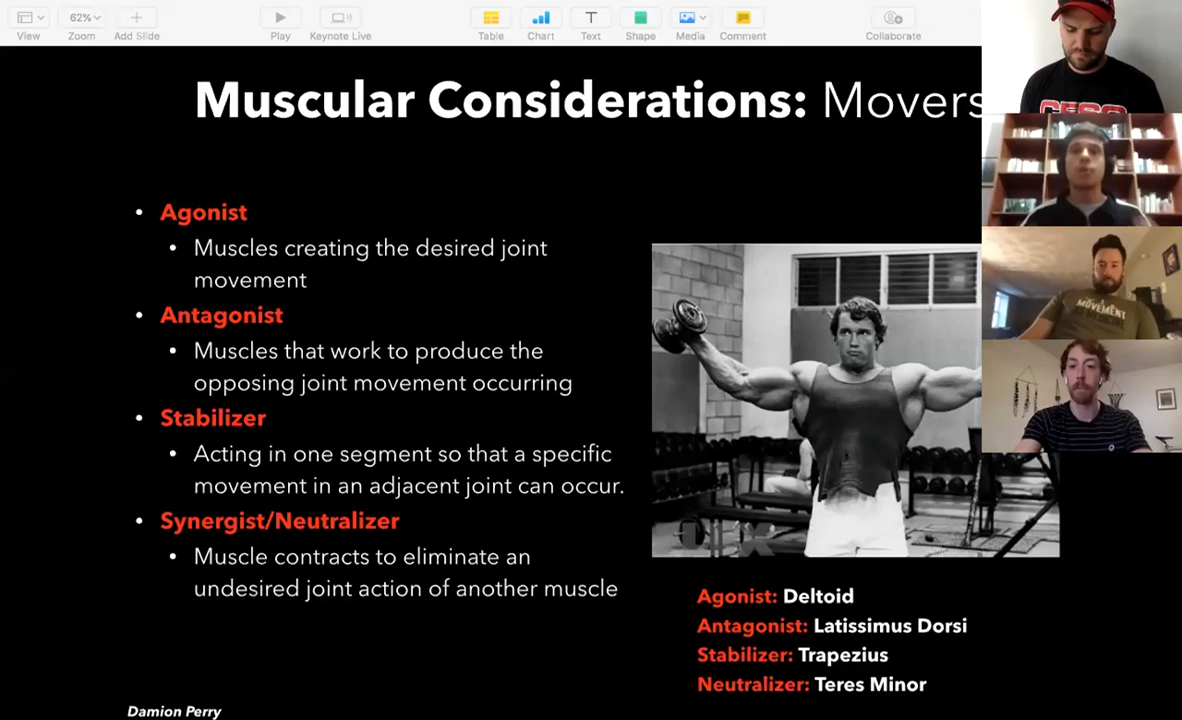 View
62%
Zoom
Add Slide
Play
Keynote Live
Table
Chart
Text
Shape
Media
Comment
Collaborate
Muscular Considerations: Movers
• Agonist
• Muscles creating the desired joint
movement
• Antagonist
• Muscles that work to produce the
opposing joint movement occurring
• Stabilizer
• Acting in one segment so that a specific
movement in an adjacent joint can occur.
• Synergist/Neutralizer
• Muscle contracts to eliminate an
undesired joint action of another muscle
MOVEMENT
Agonist: Deltoid
Antagonist: Latissimus Dorsi
Stabilizer: Trapezius
Neutralizer: Teres Minor
Damion Perry